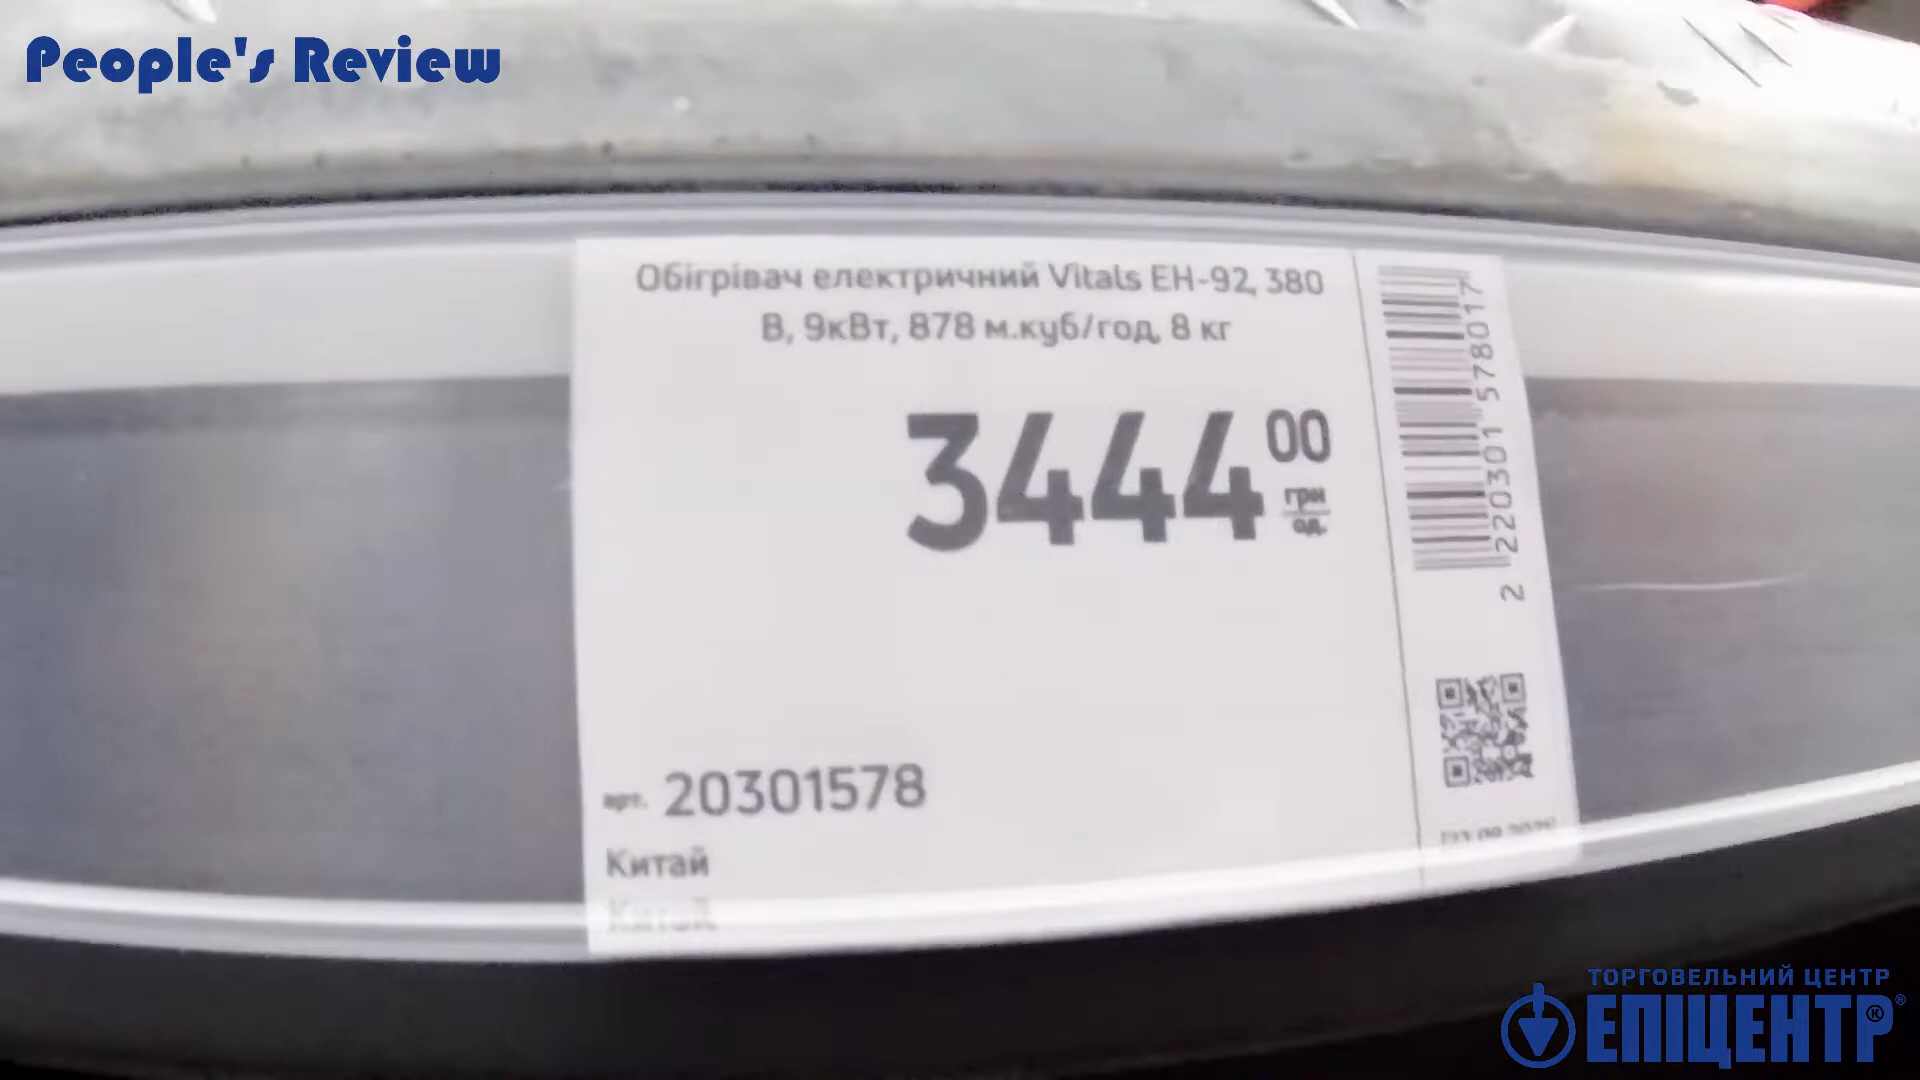 People's Review
Обігрівач електричний Vitals EH-92, 380
В, 9кВт, 878 м.куб/год, 8 кг
3444 00
грн
од.
2 220301 578017
арт. 20301578
Китай
Китай
ТОРГОВЕЛЬНИЙ ЦЕНТР
ЕПІЦЕНТР К ®